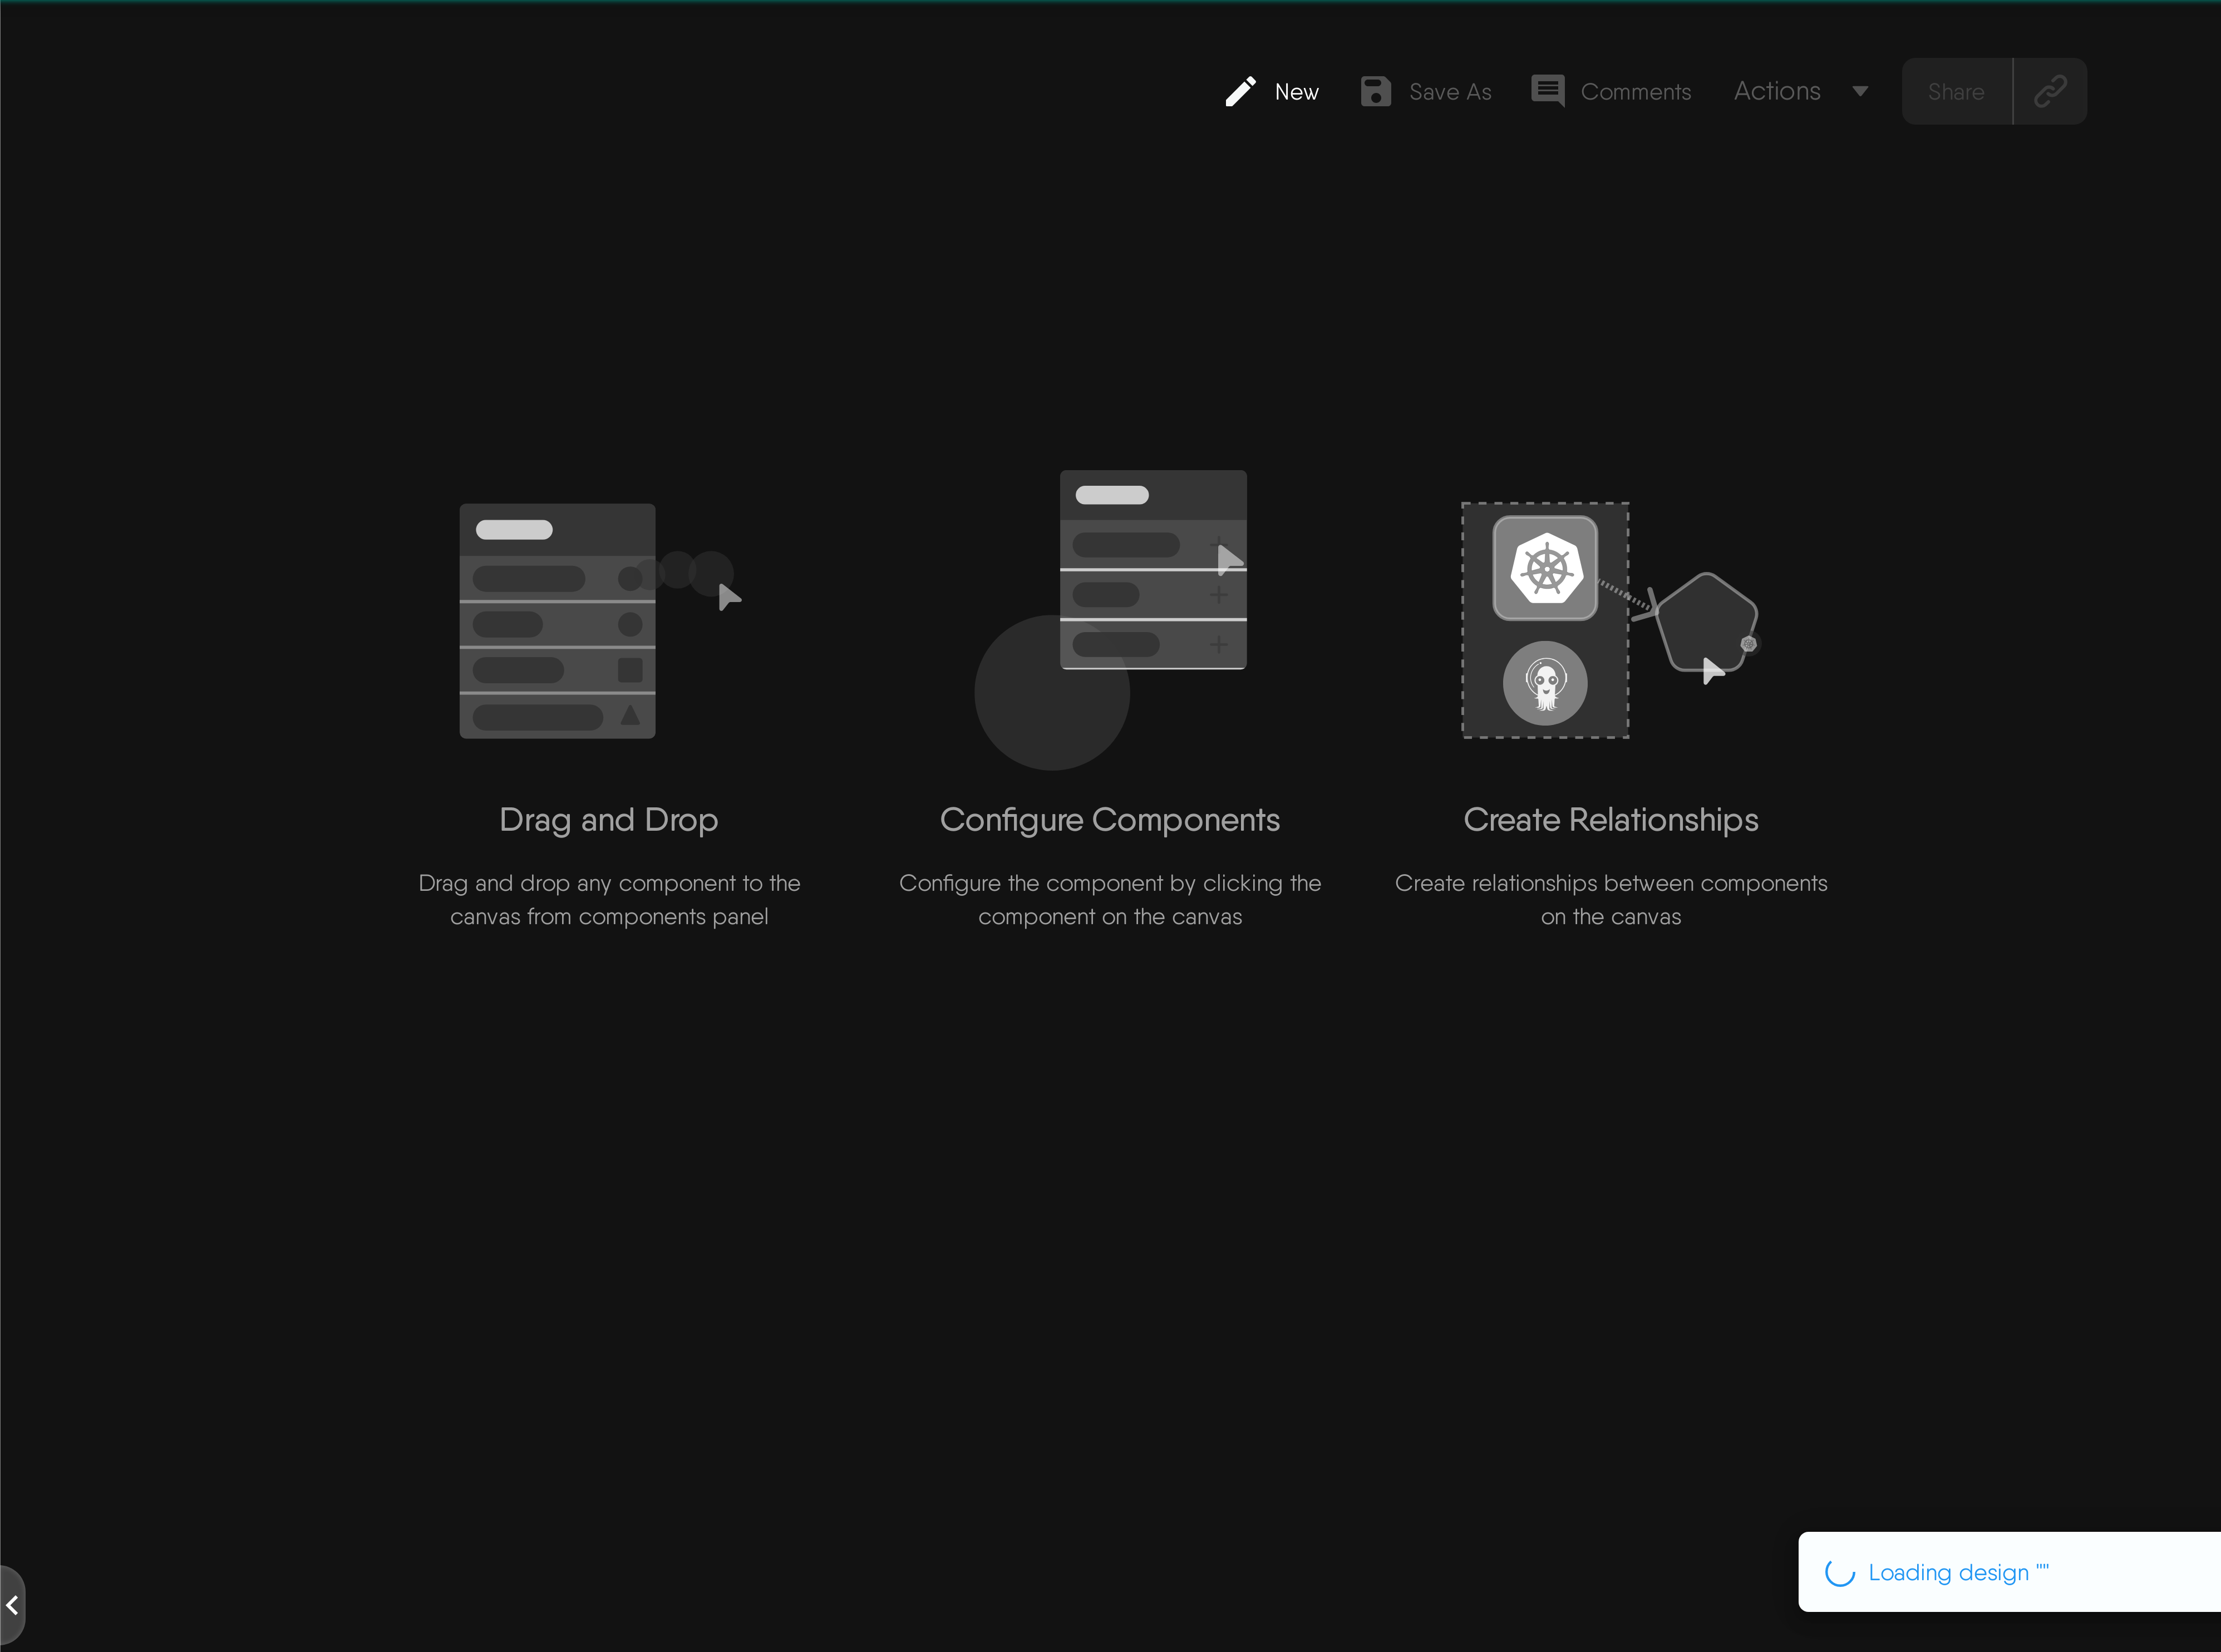 New
Save As
Comments
Actions
Share
Drag and Drop
Drag and drop any component to the
canvas from components panel
Configure Components
Configure the component by clicking the
component on the canvas
Create Relationships
Create relationships between components
on the canvas
Loading design ""